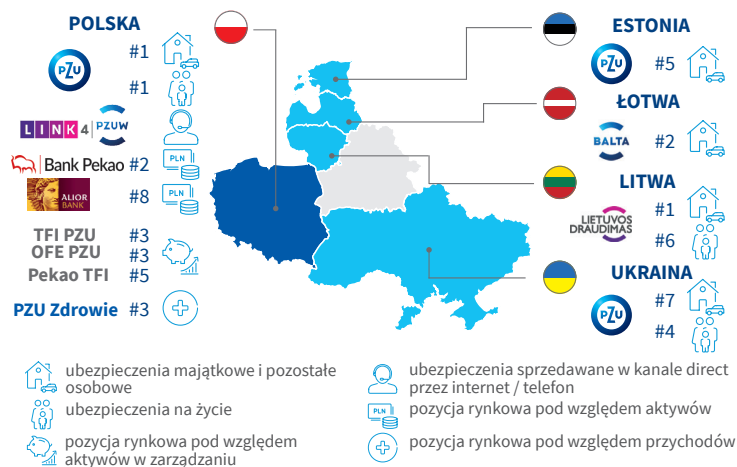 POLSKA
PZU
#1
#1
LINK4
PZUW
Bank Pekao #2
ALIOR
BANK
#8
TFI PZU #3
OFE PZU #3
Pekao TFI #5
PZU Zdrowie #3
PLN
PLN
ESTONIA
PZU
#5
ŁOTWA
BALTA
#2
LITWA
LIETUVOS
DRAUDIMAS
#1
#6
UKRAINA
PZU
#7
#4
ubezpieczenia majątkowe i pozostałe
osobowe
ubezpieczenia na życie
pozycja rynkowa pod względem
aktywów w zarządzaniu
ubezpieczenia sprzedawane w kanale direct
przez internet / telefon
PLN
pozycja rynkowa pod względem aktywów
pozycja rynkowa pod względem przychodów